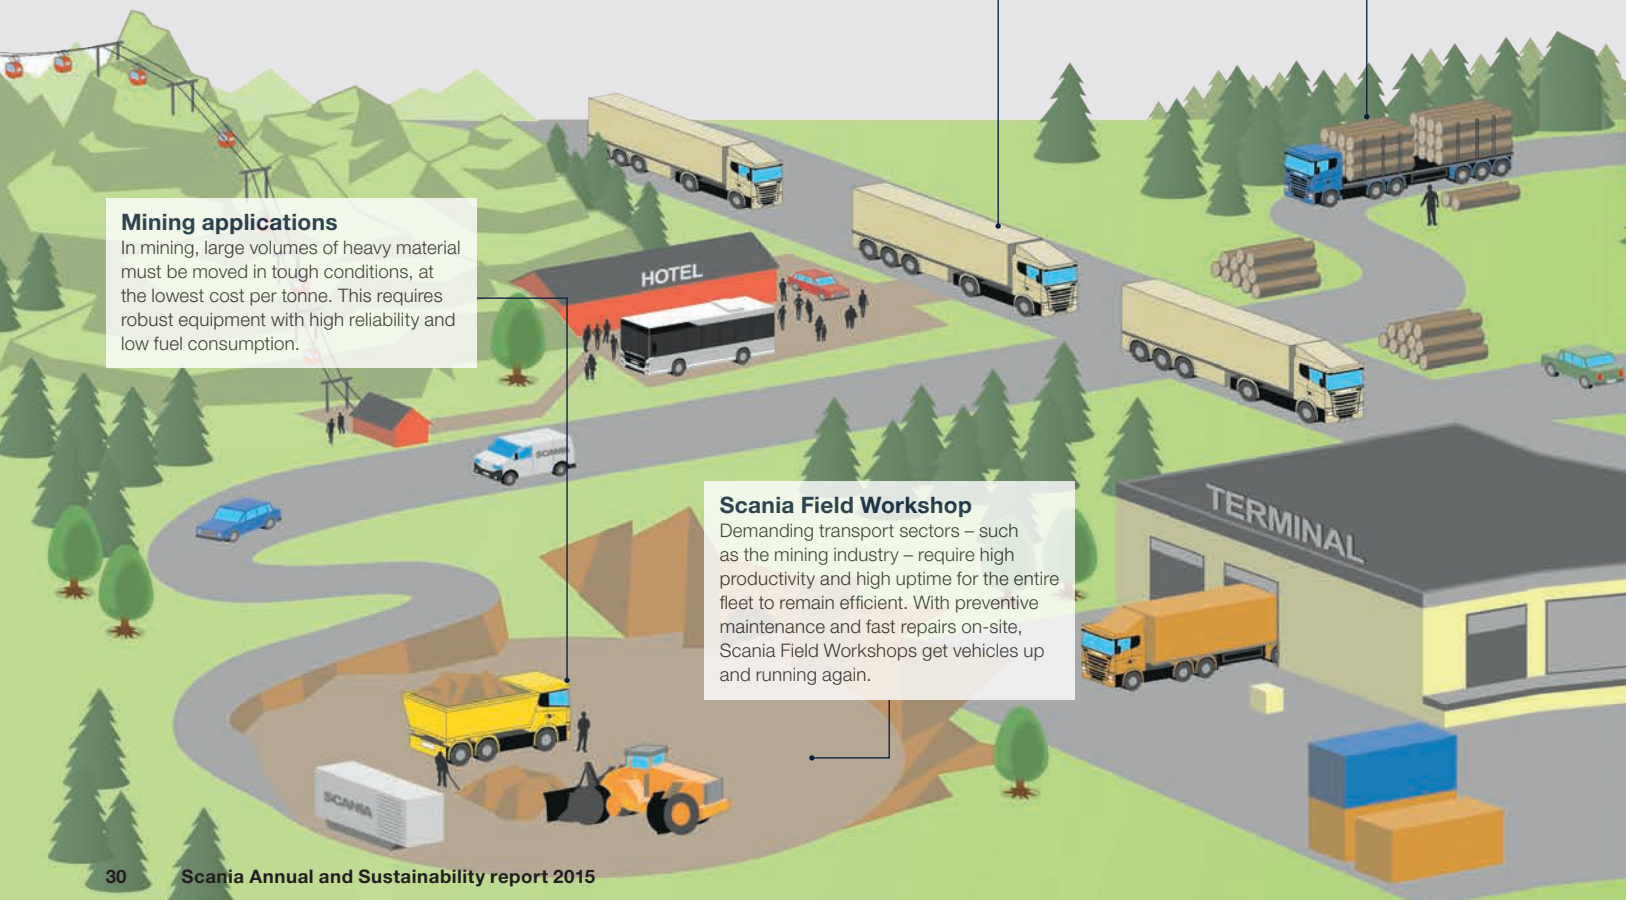 Mining applications
In mining, large volumes of heavy material
must be moved in tough conditions, at
the lowest cost per tonne. This requires
robust equipment with high reliability and
low fuel consumption.
HOTEL
SCANIA
Scania Field Workshop
Demanding transport sectors – such
as the mining industry – require high
productivity and high uptime for the entire
fleet to remain efficient. With preventive
maintenance and fast repairs on-site,
Scania Field Workshops get vehicles up
and running again.
TERMINAL
SCANIA
30 Scania Annual and Sustainability report 2015